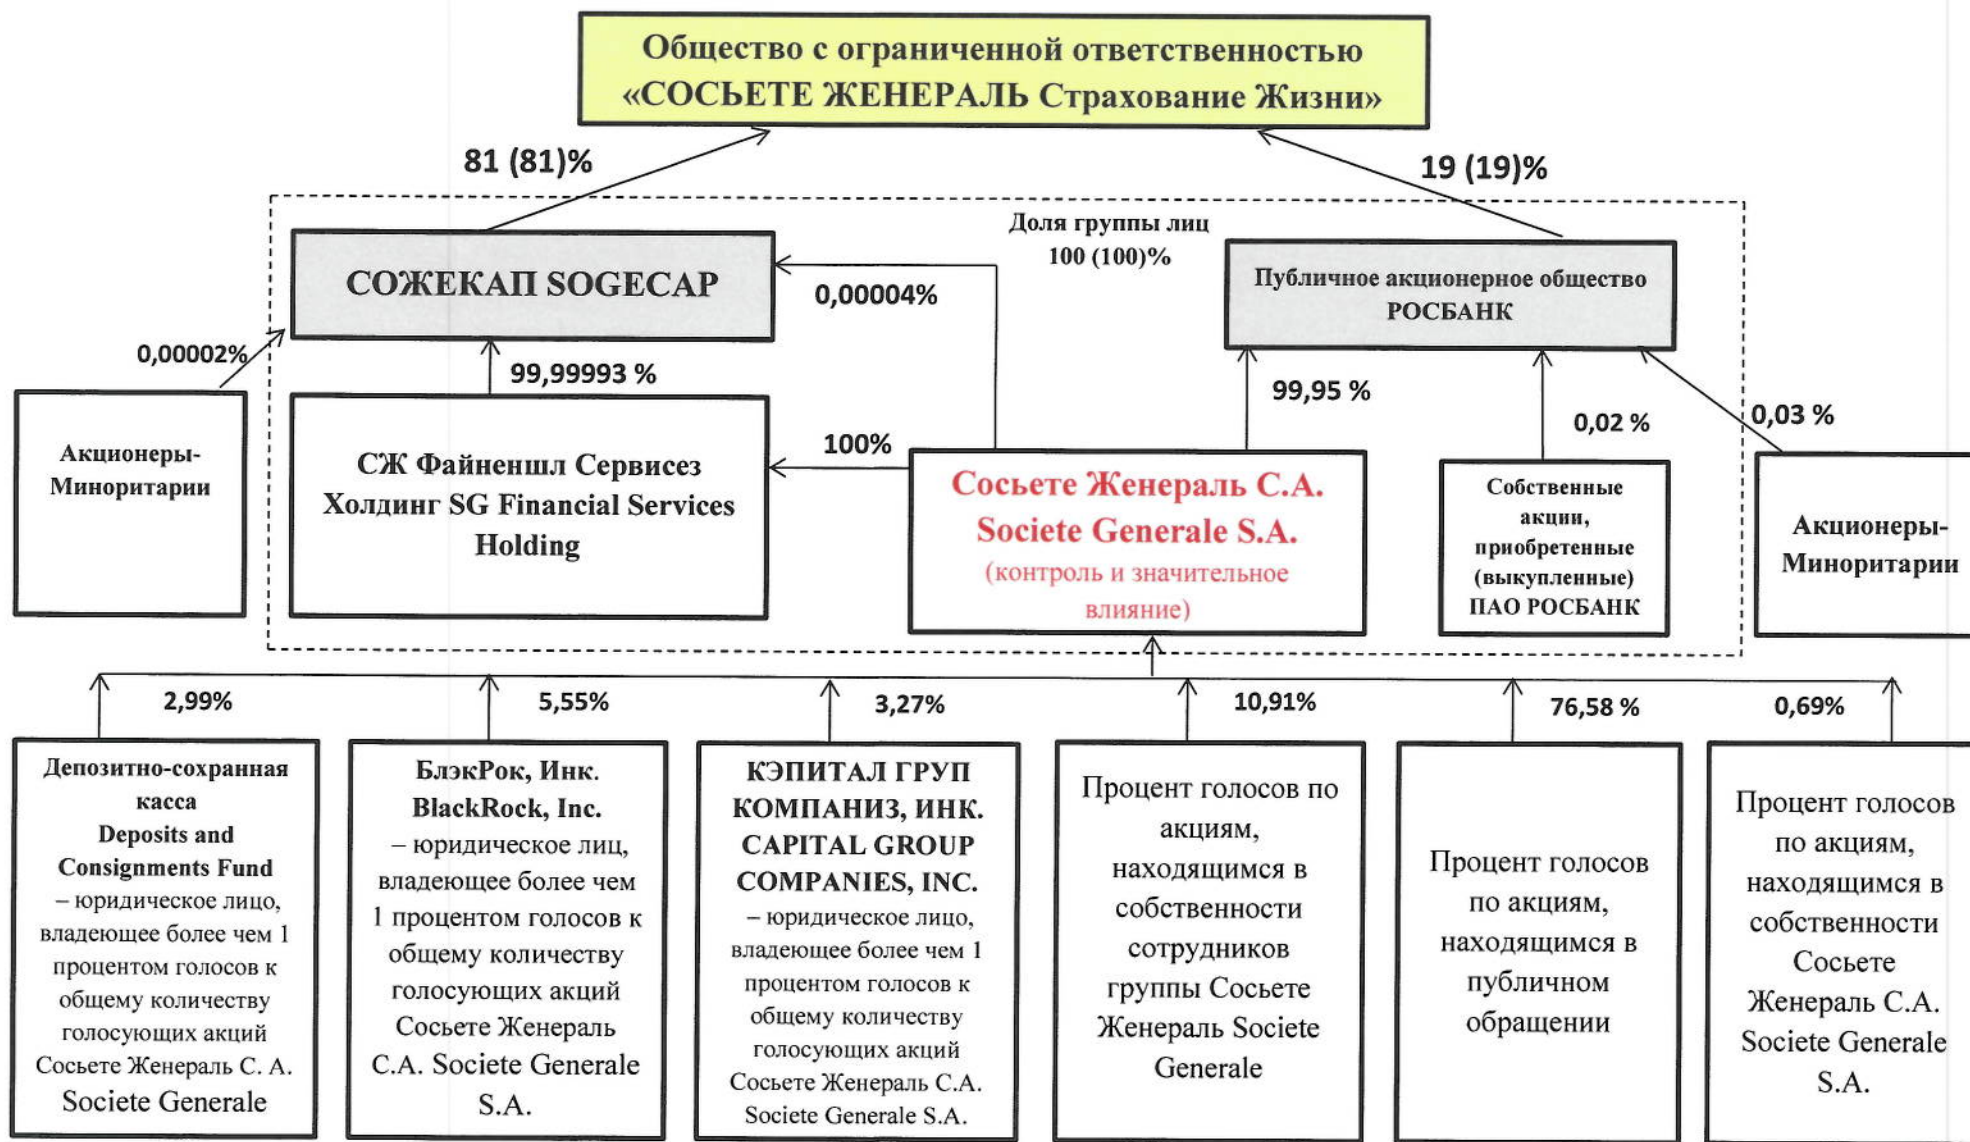 Общество с ограниченной ответственностью
«СОСЬЕТЕ ЖЕНЕРАЛЬ Страхование Жизни»
81 (81)%
19 (19)%
Доля группы лиц
100 (100)%
СОЖЕКАП SOGECAP
0,00004%
Публичное акционерное общество
РОСБАНК
0,00002%
99,99993 %
99,95 %
0,02 %
0,03 %
Акционеры-
Миноритарии
СЖ Файненшл Сервисез
Холдинг SG Financial Services
Holding
100%
Сосьете Женераль С.А.
Societe Generale S.A.
(контроль и значительное
влияние)
Собственные
акции,
приобретенные
(выкупленные)
ПАО РОСБАНК
Акционеры-
Миноритарии
2,99%
5,55%
3,27%
10,91%
76,58 %
0,69%
Депозитно-сохранная
касса
Deposits and
Consignments Fund
– юридическое лицо,
владеющее более чем 1
процентом голосов к
общему количеству
голосующих акций
Сосьете Женераль С. А.
Societe Generale
БлэкРок, Инк.
BlackRock, Inc.
– юридическое лиц,
владеющее более чем
1 процентом голосов к
общему количеству
голосующих акций
Сосьете Женераль
С.А. Societe Generale
S.A.
КЭПИТАЛ ГРУП
КОМПАНИЗ, ИНК.
CAPITAL GROUP
COMPANIES, INC.
– юридическое лицо,
владеющее более чем 1
процентом голосов к
общему количеству
голосующих акций
Сосьете Женераль С.А.
Societe Generale S.A.
Процент голосов по
акциям,
находящимся в
собственности
сотрудников
группы Сосьете
Женераль Societe
Generale
Процент голосов
по акциям,
находящимся в
публичном
обращении
Процент голосов
по акциям,
находящимся в
собственности
Сосьете
Женераль С.А.
Societe Generale
S.A.